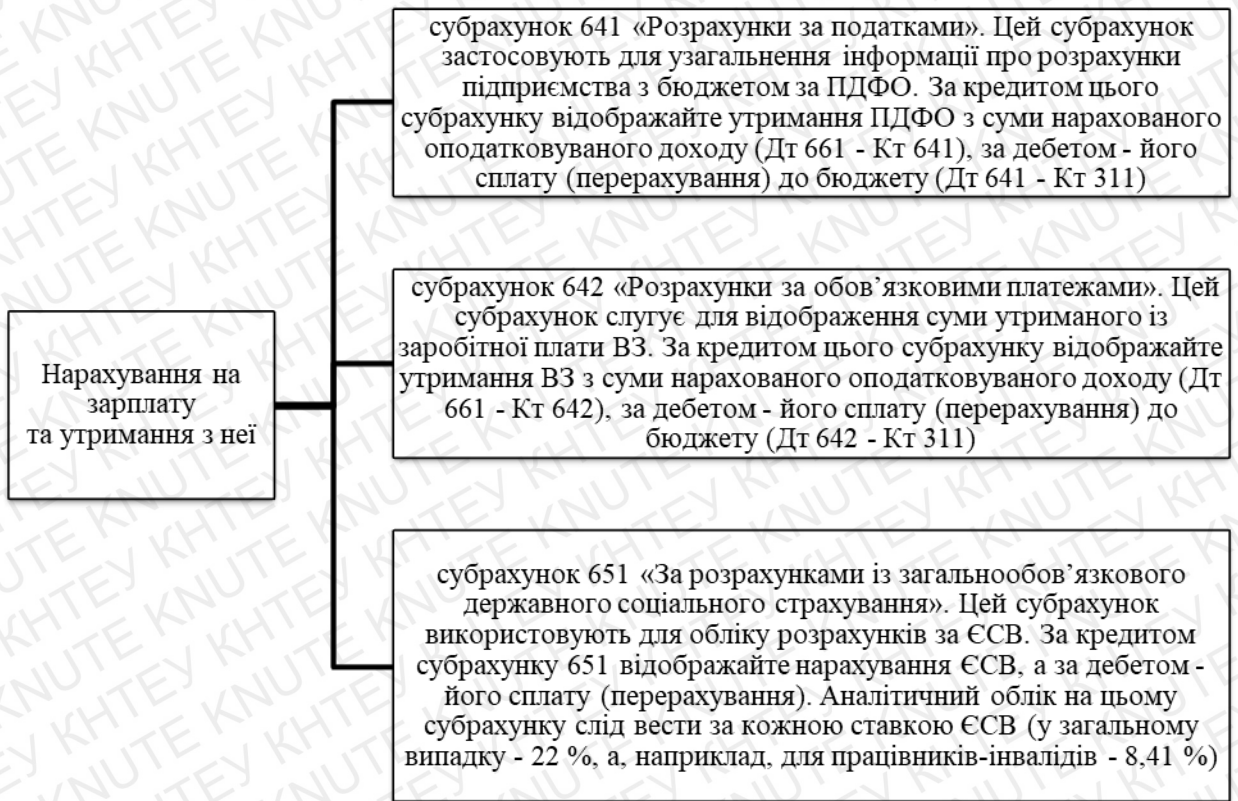 субрахунок 641 «Розрахунки за податками». Цей субрахунок
застосовують для узагальнення інформації про розрахунки
підприємства з бюджетом за ПДФО. За кредитом цього
субрахунку відображайте утримання ПДФО з суми нарахованого
оподатковуваного доходу (Дт 661 - Кт 641), за дебетом - його
сплату (перерахування) до бюджету (Дт 641 - Кт 311)
субрахунок 642 «Розрахунки за обов’язковими платежами». Цей
субрахунок слугує для відображення суми утриманого із
заробітної плати ВЗ. За кредитом цього субрахунку відображайте
утримання ВЗ з суми нарахованого оподатковуваного доходу (Дт
661 - Кт 642), за дебетом - його сплату (перерахування) до
бюджету (Дт 642 - Кт 311)
Нарахування на
зарплату
та утримання з неї
субрахунок 651 «За розрахунками із загальнообов’язкового
державного соціального страхування». Цей субрахунок
використовують для обліку розрахунків за ЄСВ. За кредитом
субрахунку 651 відображайте нарахування ЄСВ, а за дебетом -
його сплату (перерахування). Аналітичний облік на цьому
субрахунку слід вести за кожною ставкою ЄСВ (у загальному
випадку - 22 %, а, наприклад, для працівників-інвалідів - 8,41 %)